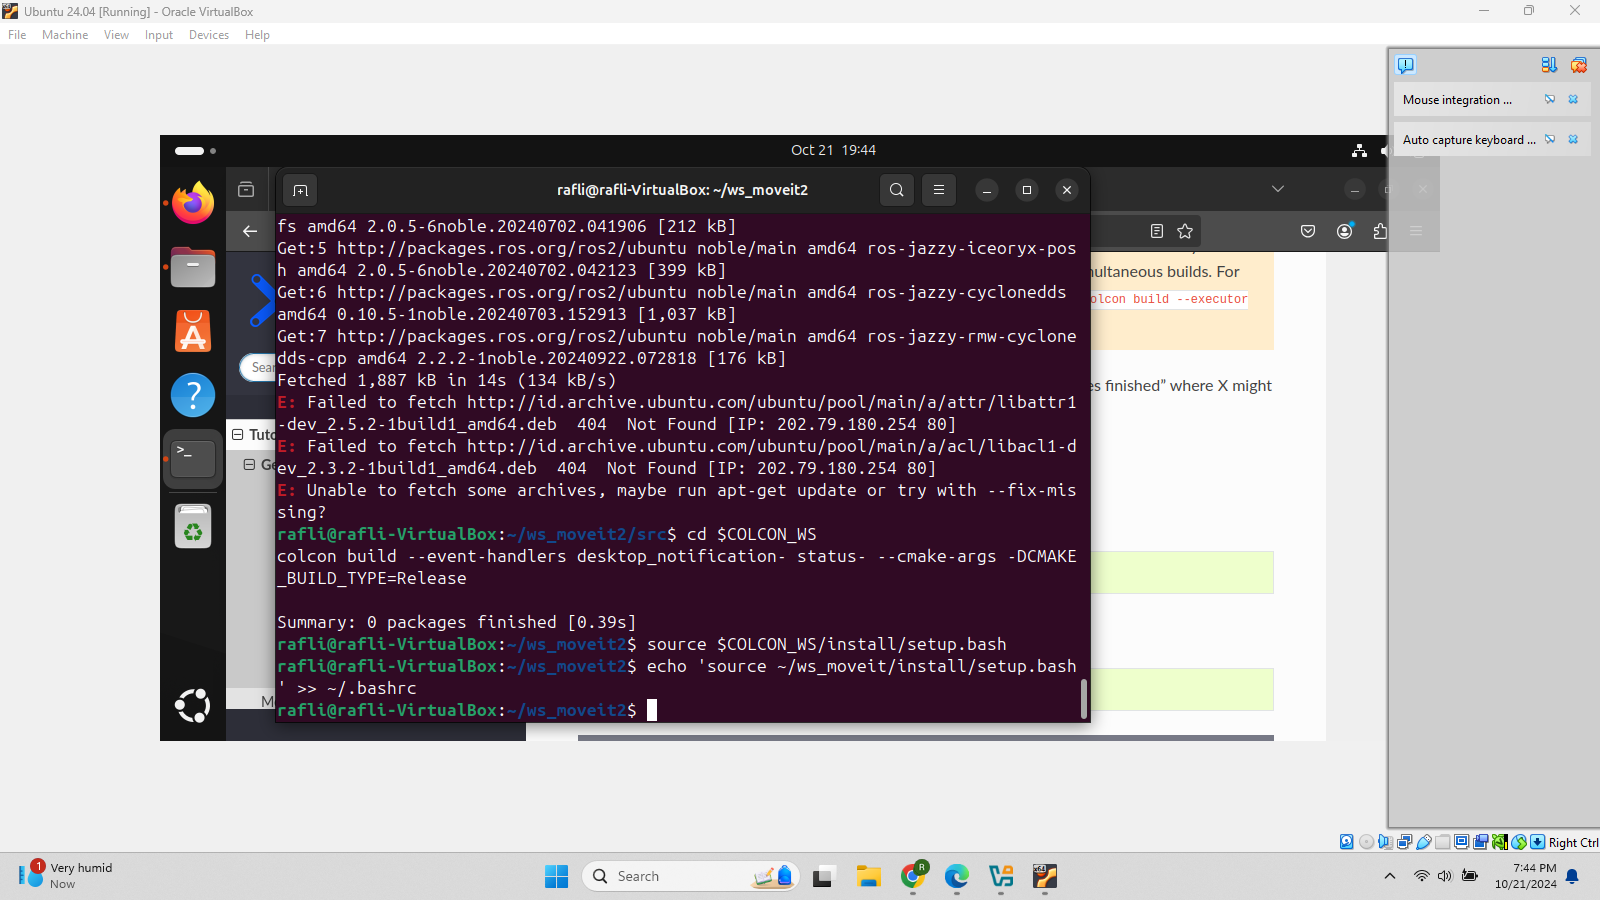 Ubuntu 24.04 [Running] - Oracle VirtualBox
File Machine View Input Devices Help
Mouse integration ...
Auto capture keyboard ...
Oct 21 19:44
rafli@rafli-VirtualBox: ~/ws_moveit2
fs amd64 2.0.5-6noble.20240702.041906 [212 kB]
Get:5 http://packages.ros.org/ros2/ubuntu noble/main amd64 ros-jazzy-iceoryx-pos
h amd64 2.0.5-6noble.20240702.042123 [399 kB]
Get:6 http://packages.ros.org/ros2/ubuntu noble/main amd64 ros-jazzy-cyclonedds
amd64 0.10.5-1noble.20240703.152913 [1,037 kB]
Get:7 http://packages.ros.org/ros2/ubuntu noble/main amd64 ros-jazzy-rmw-cyclone
dds-cpp amd64 2.2.2-1noble.20240922.072818 [176 kB]
Fetched 1,887 kB in 14s (134 kB/s)
E: Failed to fetch http://id.archive.ubuntu.com/ubuntu/pool/main/a/attr/libattr1
-dev_2.5.2-1build1_amd64.deb 404 Not Found [IP: 202.79.180.254 80]
E: Failed to fetch http://id.archive.ubuntu.com/ubuntu/pool/main/a/acl/libacl1-d
ev_2.3.2-1build1_amd64.deb 404 Not Found [IP: 202.79.180.254 80]
E: Unable to fetch some archives, maybe run apt-get update or try with --fix-mis
sing?
rafli@rafli-VirtualBox:~/ws_moveit2/src$ cd $COLCON_WS
colcon build --event-handlers desktop_notification- status- --cmake-args -DCMAKE
_BUILD_TYPE=Release
Summary: 0 packages finished [0.39s]
rafli@rafli-VirtualBox:~/ws_moveit2$ source $COLCON_WS/install/setup.bash
rafli@rafli-VirtualBox:~/ws_moveit2$ echo 'source ~/ws_moveit/install/setup.bash
' >> ~/.bashrc
rafli@rafli-VirtualBox:~/ws_moveit2$
Sear
Tuto
Ge
M
ultaneous builds. For
olcon build --executor
es finished” where X might
Right Ctrl
1
Very humid
Now
Search
R
7:44 PM
10/21/2024